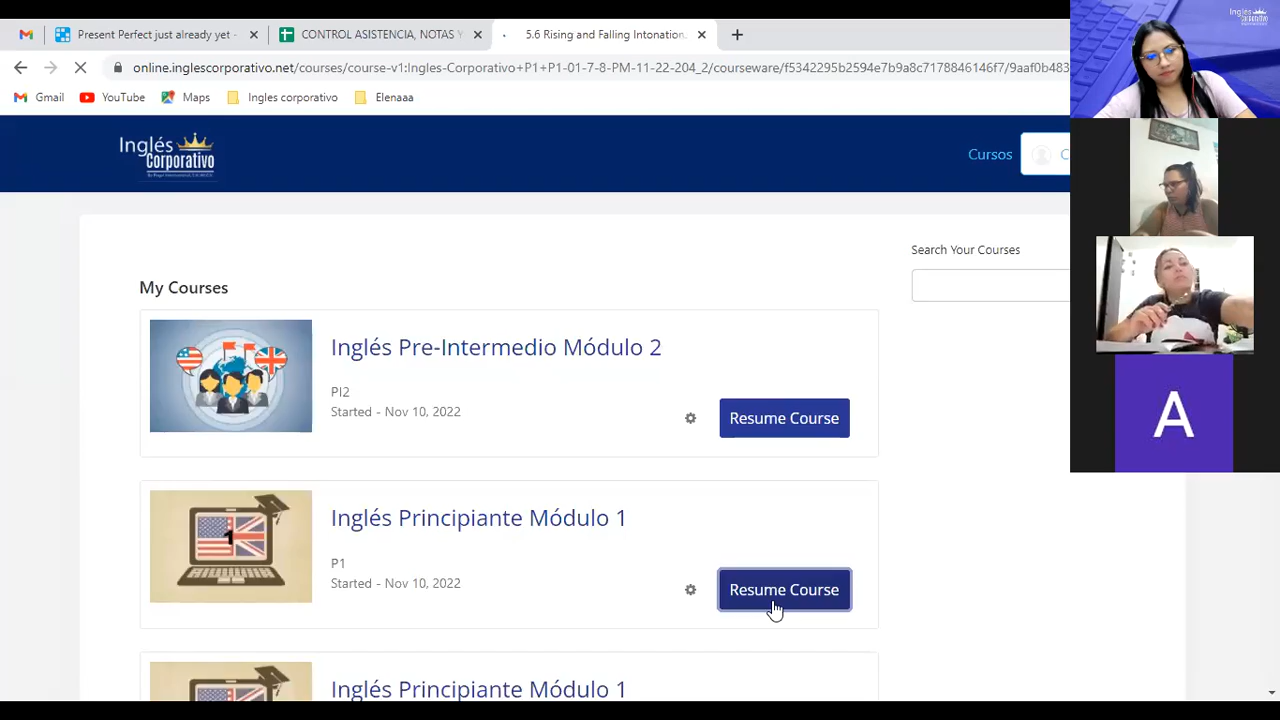 Present Perfect just already yet -
CONTROL ASISTENCIA, NOTAS Y
5.6 Rising and Falling Intonation.
online.inglescorporativo.net/courses/course-v1:Ingles-Corporativo+P1+P1-01-7-8-PM-11-22-204_2/courseware/f5342295b2594e7b9a8c7178846146f7/9aaf0b483
Gmail
YouTube
Maps
Ingles corporativo
Elenaaa
Inglés
Corporativo
Cursos
C
Inglés
Corporativo
Search Your Courses
My Courses
Inglés Pre-Intermedio Módulo 2
PI2
Started - Nov 10, 2022
Resume Course
Inglés Principiante Módulo 1
1
P1
Started - Nov 10, 2022
Resume Course
Inglés Principiante Módulo 1
A